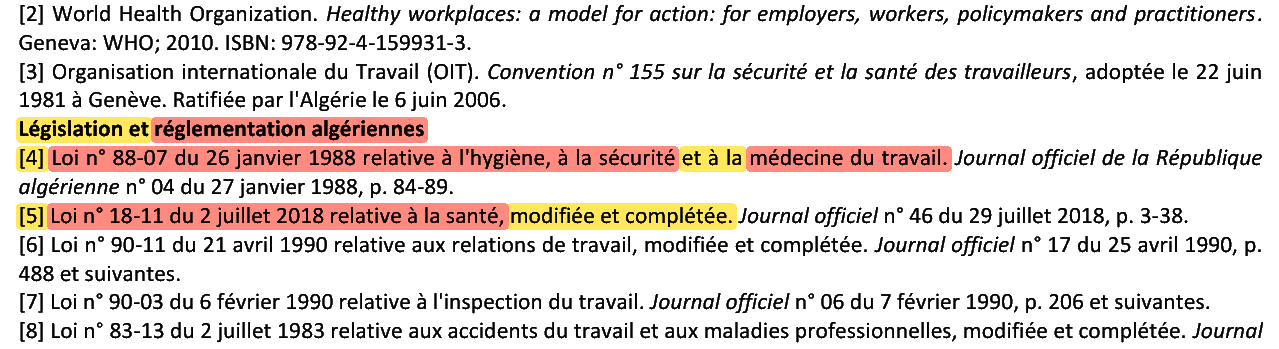 [2] World Health Organization. Healthy workplaces: a model for action: for employers, workers, policymakers and practitioners.
Geneva: WHO; 2010. ISBN: 978-92-4-159931-3.
[3] Organisation internationale du Travail (OIT). Convention n° 155 sur la sécurité et la santé des travailleurs, adoptée le 22 juin
1981 à Genève. Ratifiée par l'Algérie le 6 juin 2006.
Législation et réglementation algériennes
[4] Loi n° 88-07 du 26 janvier 1988 relative à l'hygiène, à la sécurité et à la médecine du travail. Journal officiel de la République
algérienne n° 04 du 27 janvier 1988, p. 84-89.
[5] Loi n° 18-11 du 2 juillet 2018 relative à la santé, modifiée et complétée. Journal officiel n° 46 du 29 juillet 2018, p. 3-38.
[6] Loi n° 90-11 du 21 avril 1990 relative aux relations de travail, modifiée et complétée. Journal officiel n° 17 du 25 avril 1990, p.
488 et suivantes.
[7] Loi n° 90-03 du 6 février 1990 relative à l'inspection du travail. Journal officiel n° 06 du 7 février 1990, p. 206 et suivantes.
[8] Loi n° 83-13 du 2 juillet 1983 relative aux accidents du travail et aux maladies professionnelles, modifiée et complétée. Journal